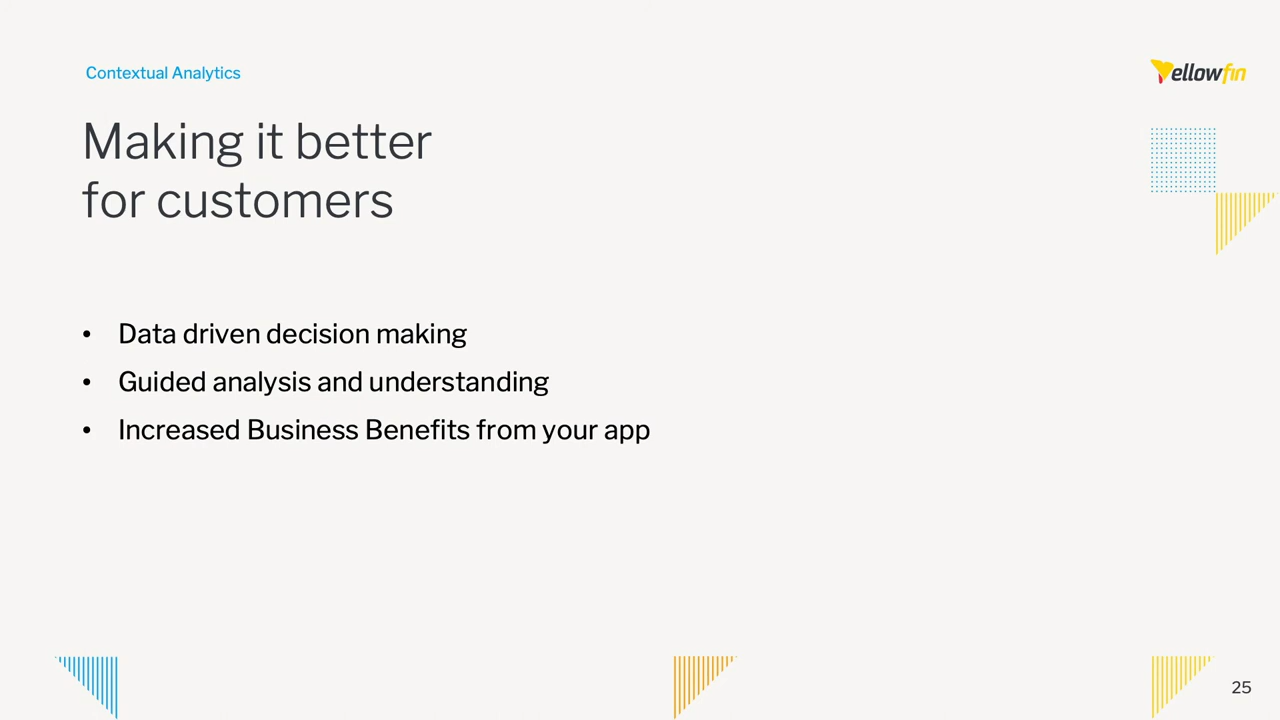 Contextual Analytics
Yellowfin
Making it better
for customers
• Data driven decision making
• Guided analysis and understanding
• Increased Business Benefits from your app
25